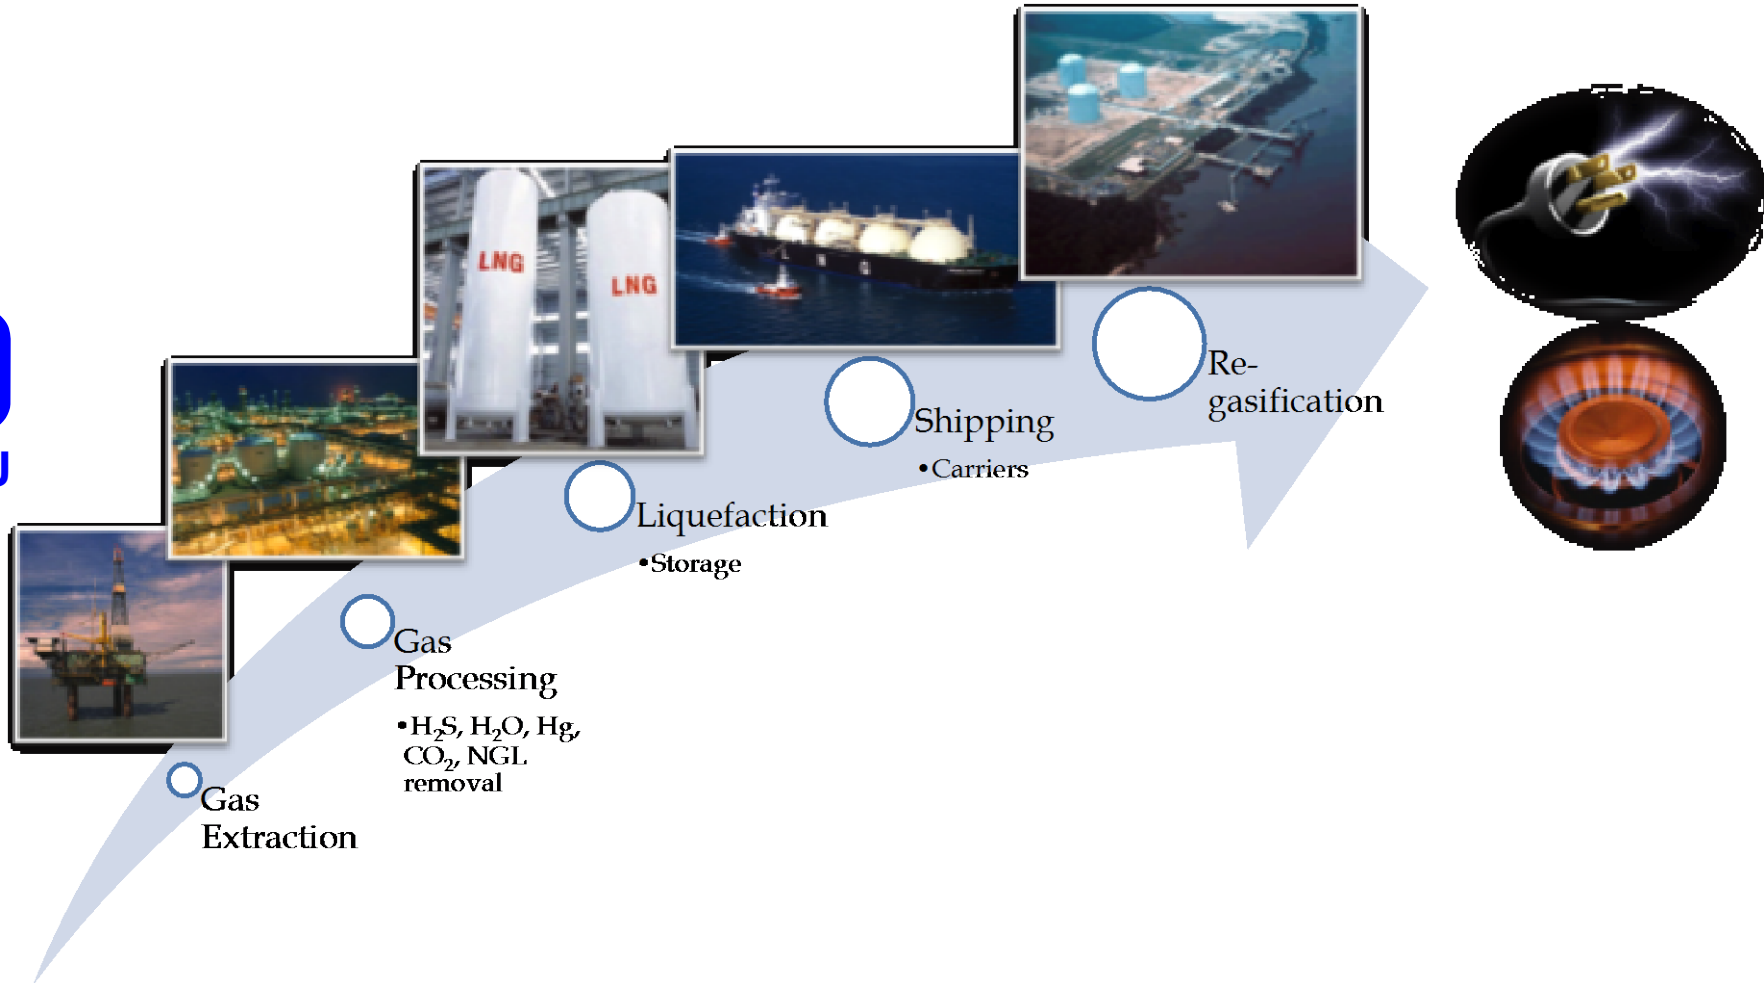 LNG
LNG
L N G
Re-
gasification
Shipping
•Carriers
Liquefaction
•Storage
Gas
Processing
•H₂S, H₂O, Hg,
CO₂, NGL
removal
Gas
Extraction